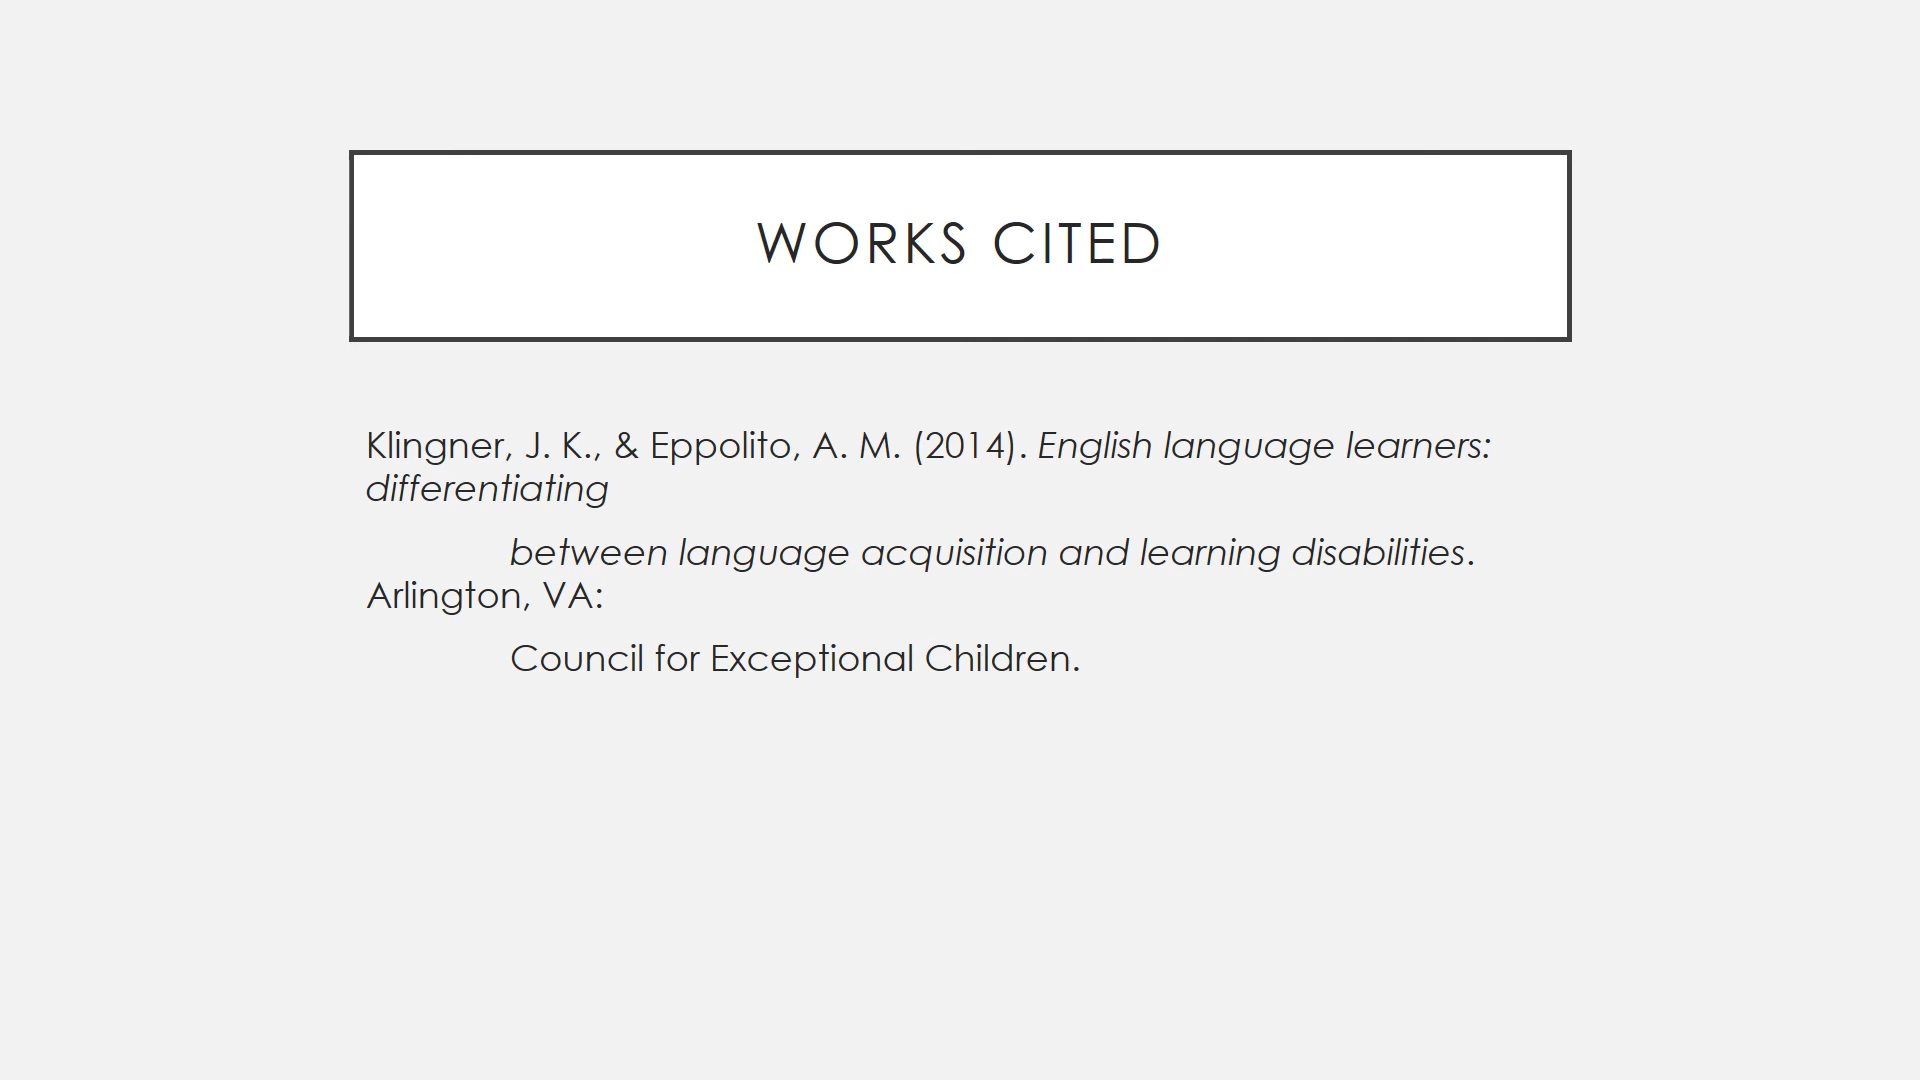 WORKS CITED
Klingner, J. K., & Eppolito, A. M. (2014). English language learners:
differentiating
between language acquisition and learning disabilities.
Arlington, VA:
Council for Exceptional Children.